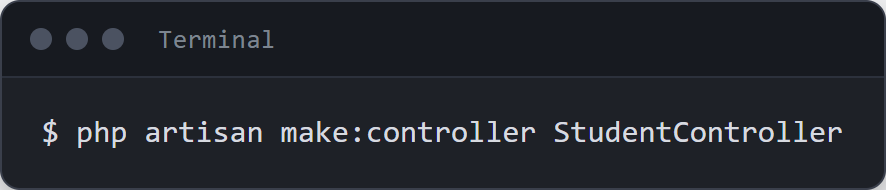 Terminal
$ php artisan make:controller StudentController